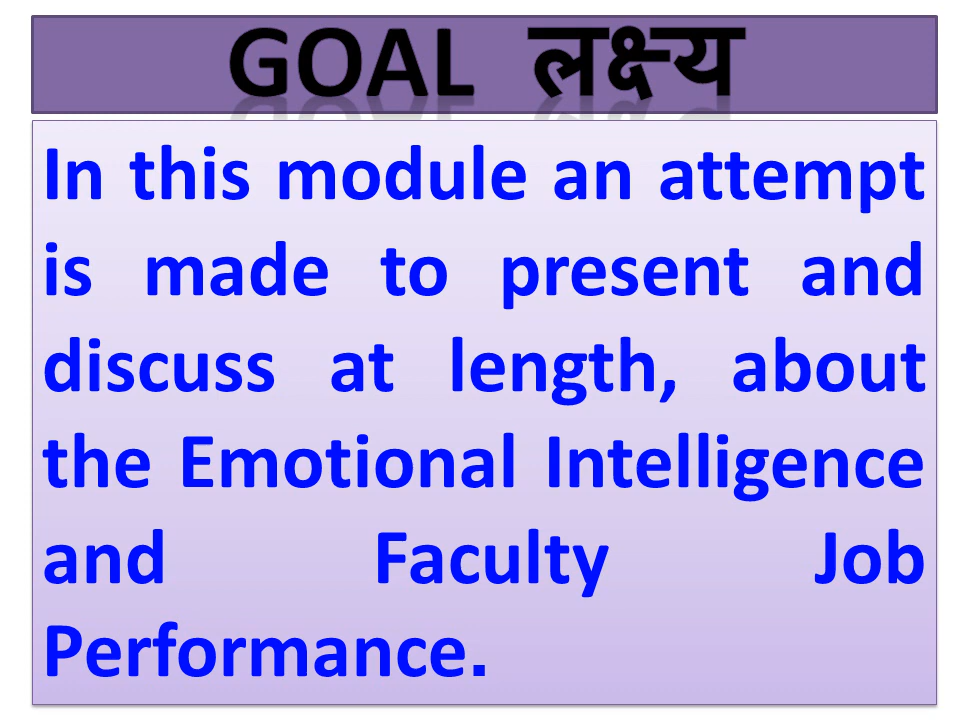 GOAL लक्ष्य
In this module an attempt
is made to present and
discuss at length, about
the Emotional Intelligence
and Faculty Job
Performance.